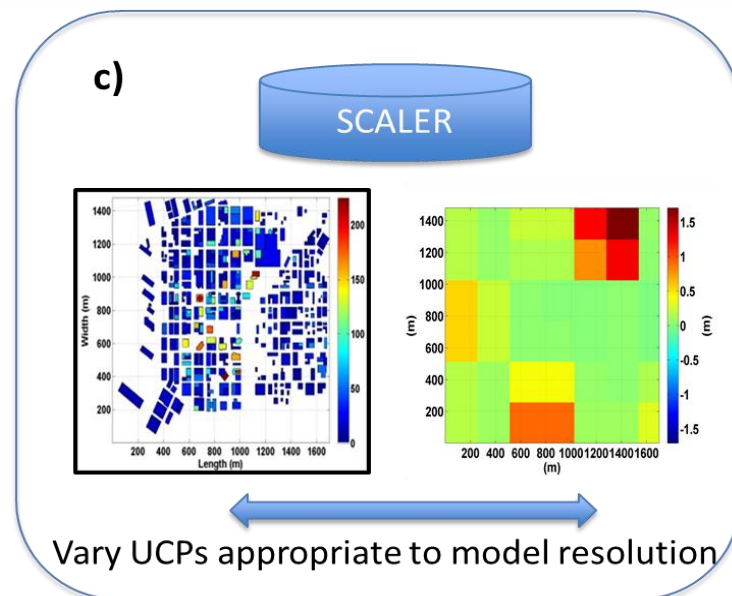 c)
SCALER
1400
1200
1000
800
600
400
200
Width (m)
200 400 600 800 1000 1200 1400 1600
Length (m)
200
150
100
50
0
1400
1200
1000
800
600
400
200
(m)
200 400 600 800 1000 1200 1400 1600
(m)
1.5
1
0.5
0
-0.5
-1
-1.5
(m)
Vary UCPs appropriate to model resolution